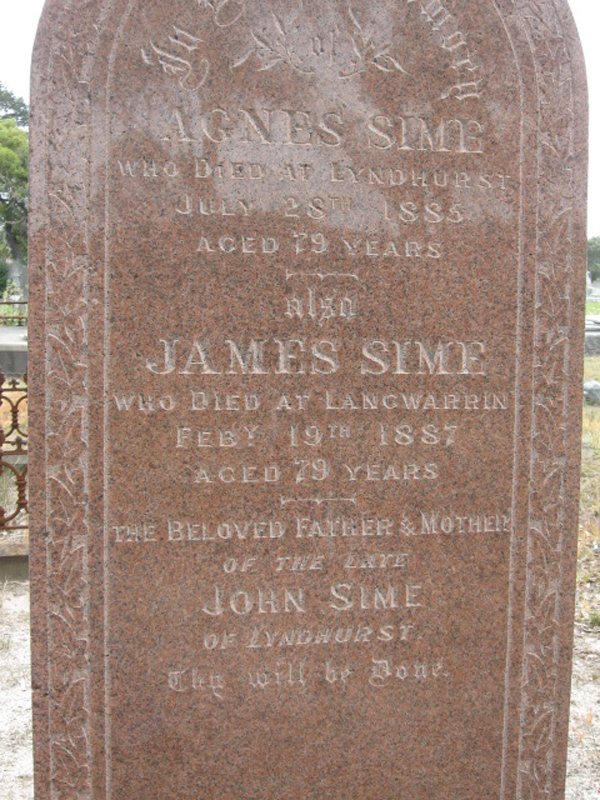 In
Memory
of
AGNES SIME
WHO DIED AT LYNDHURST
JULY 28TH 1885
AGED 79 YEARS
also
JAMES SIME
WHO DIED AT LANGWARRIN
FEBY 19TH 1887
AGED 79 YEARS
THE BELOVED FATHER & MOTHER
OF THE LATE
JOHN SIME
OF LYNDHURST.
Thy will be Done.